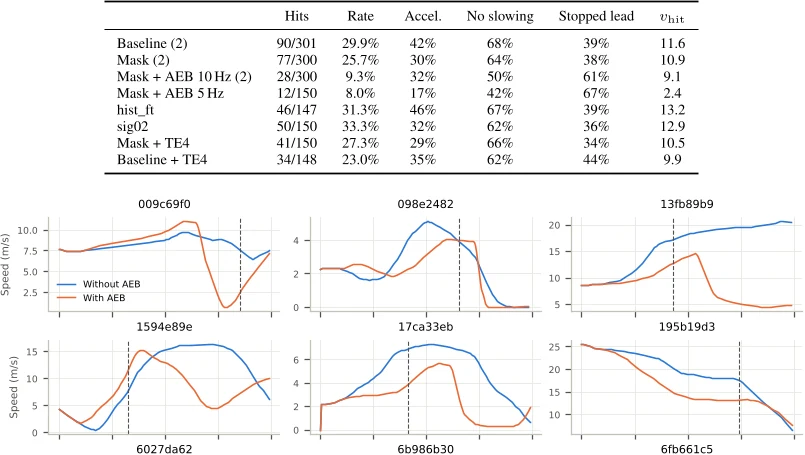 Hits Rate Accel. No slowing Stopped lead v_hit
Baseline (2) 90/301 29.9% 42% 68% 39% 11.6
Mask (2) 77/300 25.7% 30% 64% 38% 10.9
Mask + AEB 10 Hz (2) 28/300 9.3% 32% 50% 61% 9.1
Mask + AEB 5 Hz 12/150 8.0% 17% 42% 67% 2.4
hist_ft 46/147 31.3% 46% 67% 39% 13.2
sig02 50/150 33.3% 32% 62% 36% 12.9
Mask + TE4 41/150 27.3% 29% 66% 34% 10.5
Baseline + TE4 34/148 23.0% 35% 62% 44% 9.9
009c69f0 098e2482 13fb89b9
Speed (m/s)
10.0
7.5
5.0
2.5
Without AEB
With AEB
4
2
0
20
15
10
5
1594e89e 17ca33eb 195b19d3
Speed (m/s)
15
10
5
0
6
4
2
0
25
20
15
10
6027da62 6b986b30 6fb661c5